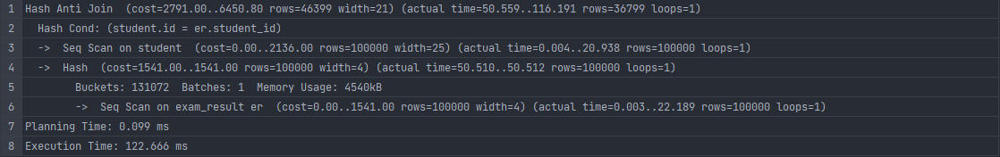 1 Hash Anti Join  (cost=2791.00..6450.80 rows=46399 width=21) (actual time=50.559..116.191 rows=36799 loops=1)
2   Hash Cond: (student.id = er.student_id)
3   ->  Seq Scan on student  (cost=0.00..2136.00 rows=100000 width=25) (actual time=0.004..20.938 rows=100000 loops=1)
4   ->  Hash  (cost=1541.00..1541.00 rows=100000 width=4) (actual time=50.510..50.512 rows=100000 loops=1)
5         Buckets: 131072  Batches: 1  Memory Usage: 4540kB
6         ->  Seq Scan on exam_result er  (cost=0.00..1541.00 rows=100000 width=4) (actual time=0.003..22.189 rows=100000 loops=1)
7 Planning Time: 0.099 ms
8 Execution Time: 122.666 ms